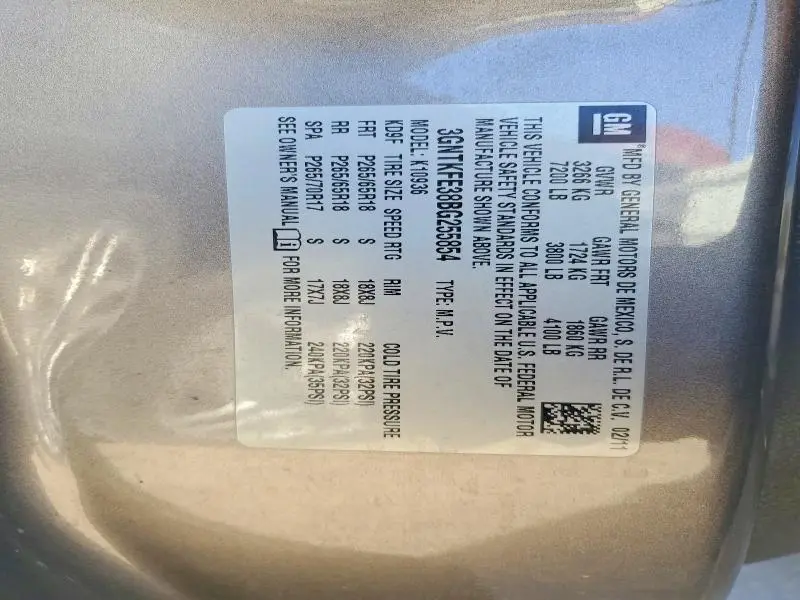 GM
MFD BY GENERAL MOTORS DE MEXICO, S. DE R.L. DE C.V. 02/11
GVWR GAWR FRT GAWR RR
3266 KG 1724 KG 1860 KG
7200 LB 3800 LB 4100 LB
THIS VEHICLE CONFORMS TO ALL APPLICABLE U.S. FEDERAL MOTOR
VEHICLE SAFETY STANDARDS IN EFFECT ON THE DATE OF
MANUFACTURE SHOWN ABOVE.
3GNTKFE38BG255854 TYPE: M.P.V.
MODEL: K10936
KD9F TIRE SIZE SPEED RTG RIM COLD TIRE PRESSURE
FRT P265/65R18 S 18X8J 220KPA(32PSI)
RR P265/65R18 S 18X8J 220KPA(32PSI)
SPA P265/70R17 S 17X7J 240KPA(35PSI)
SEE OWNER'S MANUAL FOR MORE INFORMATION.